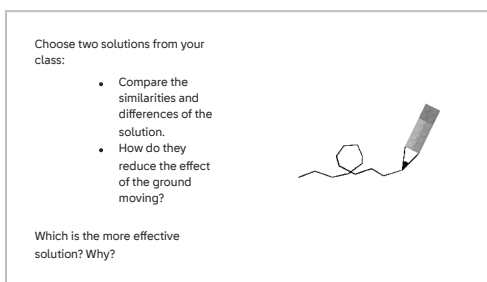 Choose two solutions from your
class:
• Compare the
similarities and
differences of the
solution.
• How do they
reduce the effect
of the ground
moving?
Which is the more effective
solution? Why?